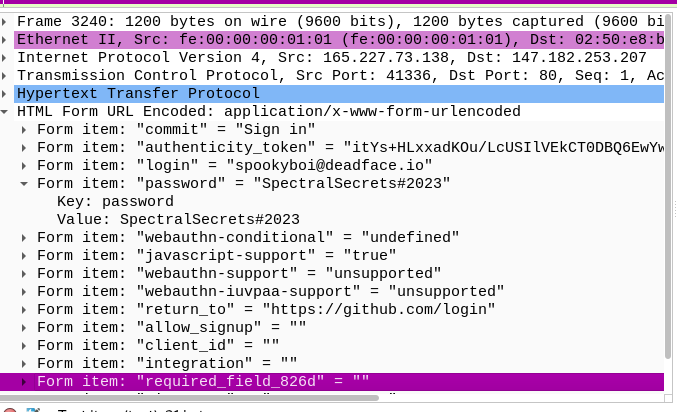 Frame 3240: 1200 bytes on wire (9600 bits), 1200 bytes captured (9600 bi
Ethernet II, Src: fe:00:00:00:01:01 (fe:00:00:00:01:01), Dst: 02:50:e8:b
Internet Protocol Version 4, Src: 165.227.73.138, Dst: 147.182.253.207
Transmission Control Protocol, Src Port: 41336, Dst Port: 80, Seq: 1, Ac
Hypertext Transfer Protocol
HTML Form URL Encoded: application/x-www-form-urlencoded
Form item: "commit" = "Sign in"
Form item: "authenticity_token" = "itYs+HLxxadKOu/LcUSIlVEkCT0DBQ6EwYw
Form item: "login" = "spookyboi@deadface.io"
Form item: "password" = "SpectralSecrets#2023"
Key: password
Value: SpectralSecrets#2023
Form item: "webauthn-conditional" = "undefined"
Form item: "javascript-support" = "true"
Form item: "webauthn-support" = "unsupported"
Form item: "webauthn-iuvpaa-support" = "unsupported"
Form item: "return_to" = "https://github.com/login"
Form item: "allow_signup" = ""
Form item: "client_id" = ""
Form item: "integration" = ""
Form item: "required_field_826d" = ""